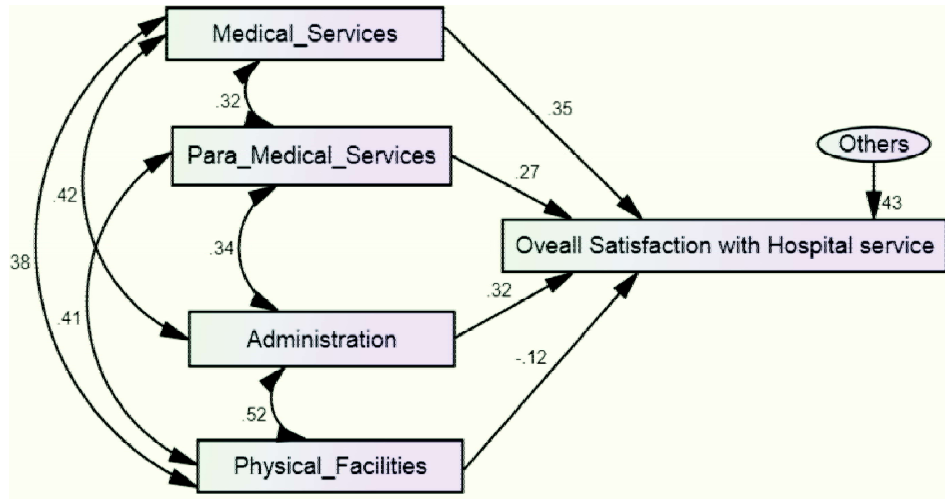 Medical_Services
.32
.35
Para_Medical_Services
Others
.27
.43
.42
.34
Oveall Satisfaction with Hospital service
38
.32
.41
Administration
-.12
.52
Physical_Facilities